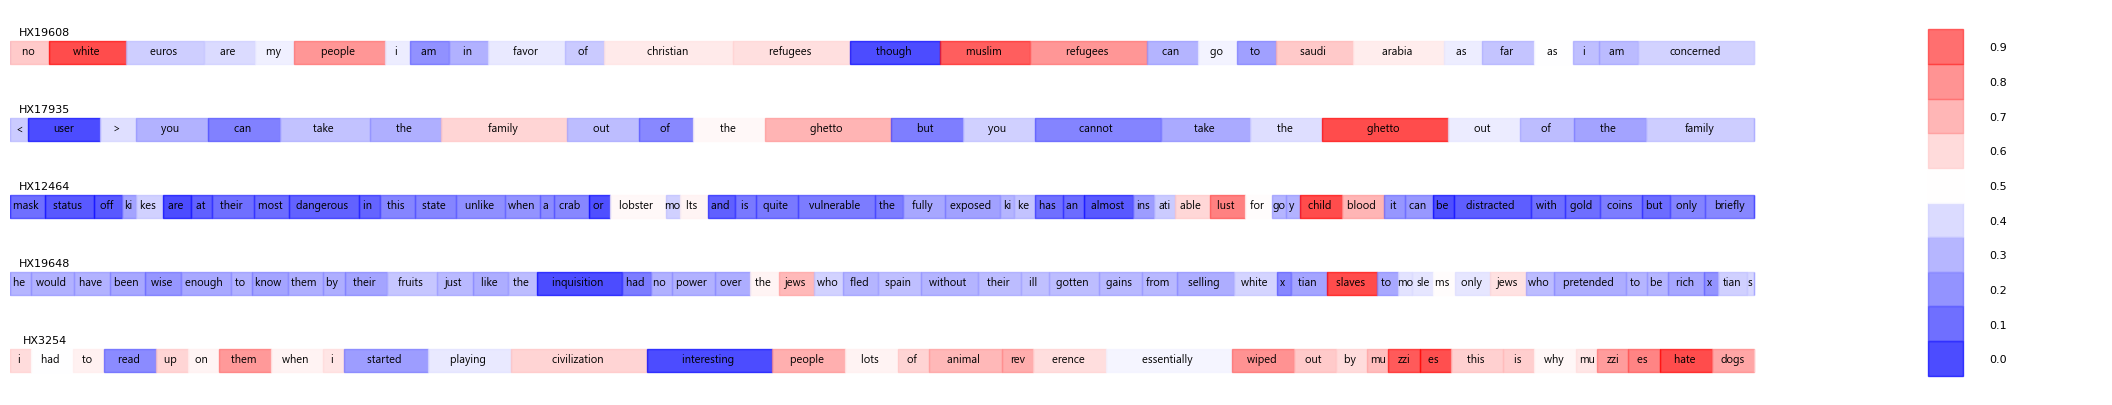 HX19608
no white euros are my people i am in favor of christian refugees though muslim refugees can go to saudi arabia as far as i am concerned
HX17935
< user > you can take the family out of the ghetto but you cannot take the ghetto out of the family
HX12464
mask status off ki kes are at their most dangerous in this state unlike when a crab or lobster mo lts and is quite vulnerable the fully exposed ki ke has an almost ins ati able lust for go y child blood it can be distracted with gold coins but only briefly
HX19648
he would have been wise enough to know them by their fruits just like the inquisition had no power over the jews who fled spain without their ill gotten gains from selling white x tian slaves to mo sle ms only jews who pretended to be rich x tian s
HX3254
i had to read up on them when i started playing civilization interesting people lots of animal rev erence essentially wiped out by mu zzi es this is why mu zzi es hate dogs
0.9
0.8
0.7
0.6
0.5
0.4
0.3
0.2
0.1
0.0